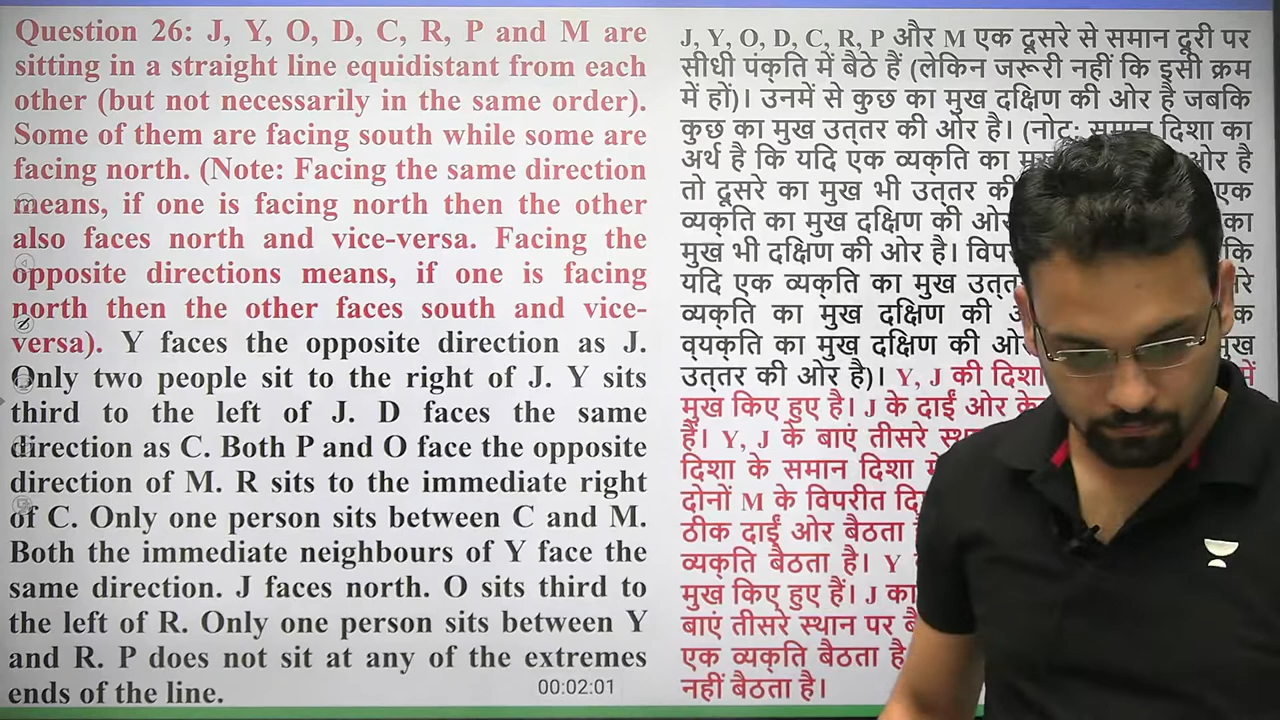 Question 26: J, Y, O, D, C, R, P and M are
sitting in a straight line equidistant from each
other (but not necessarily in the same order).
Some of them are facing south while some are
facing north. (Note: Facing the same direction
means, if one is facing north then the other
also faces north and vice-versa. Facing the
opposite directions means, if one is facing
north then the other faces south and vice-
versa). Y faces the opposite direction as J.
Only two people sit to the right of J. Y sits
third to the left of J. D faces the same
direction as C. Both P and O face the opposite
direction of M. R sits to the immediate right
of C. Only one person sits between C and M.
Both the immediate neighbours of Y face the
same direction. J faces north. O sits third to
the left of R. Only one person sits between Y
and R. P does not sit at any of the extremes
ends of the line.
00:02:01
J, Y, O, D, C, R, P और M एक दूसरे से समान दूरी पर
सीधी पंक्ति में बैठे हैं (लेकिन जरूरी नहीं कि इसी क्रम
में हों)। उनमें से कुछ का मुख दक्षिण की ओर है जबकि
कुछ का मुख उत्तर की ओर है। (नोट: समान दिशा का
अर्थ है कि यदि एक व्यक्ति का ओर है
तो दूसरे का मुख भी उत्तर की एक
व्यक्ति का मुख दक्षिण की का
मुख भी दक्षिण की ओर है। कि
यदि एक व्यक्ति का मुख
व्यक्ति का मुख दक्षिण की
व्यक्ति का मुख दक्षिण की
उत्तर की ओर है)। Y, J की दिशा में
मुख किए हुए है। J के दाईं ओर
हैं। Y, J के बाएं तीसरे
दिशा के समान दिशा
दोनों M के विपरीत
ठीक दाईं ओर बैठता
व्यक्ति बैठता है। Y
मुख किए हुए हैं। J का
बाएं तीसरे स्थान पर
एक व्यक्ति बैठता है
नहीं बैठता है।